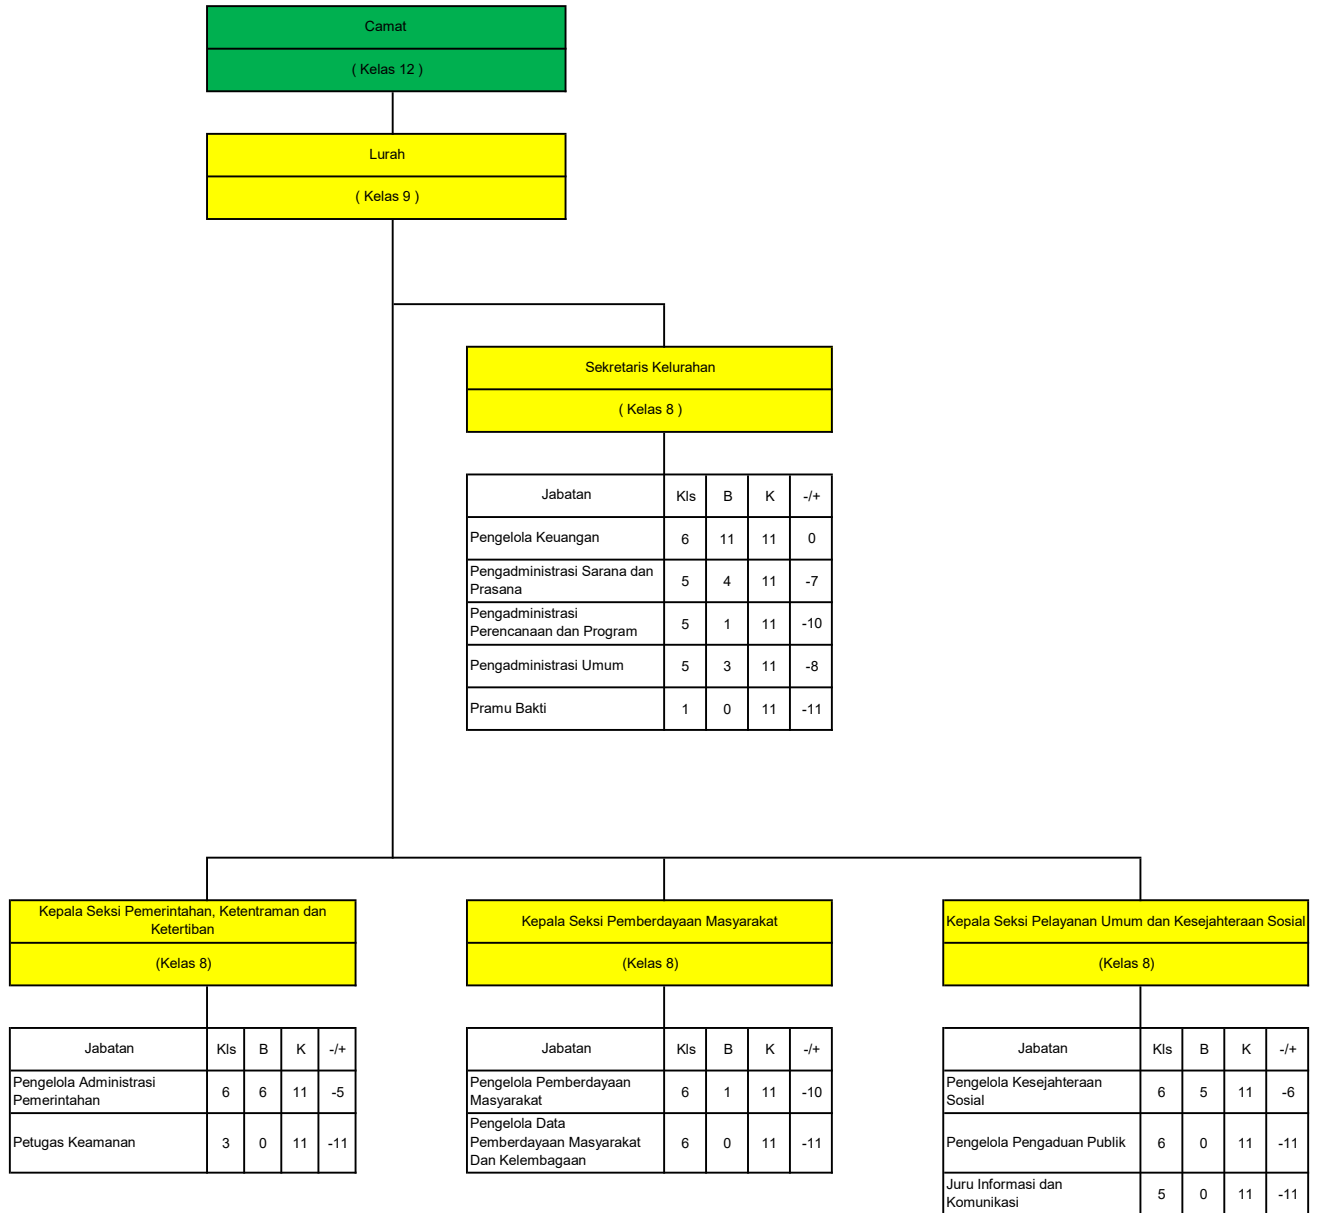 Camat
( Kelas 12 )
Lurah
( Kelas 9 )
Sekretaris Kelurahan
( Kelas 8 )
Jabatan Kls B K -/+
Pengelola Keuangan 6 11 11 0
Pengadministrasi Sarana dan
Prasana 5 4 11 -7
Pengadministrasi
Perencanaan dan Program 5 1 11 -10
Pengadministrasi Umum 5 3 11 -8
Pramu Bakti 1 0 11 -11
Kepala Seksi Pemerintahan, Ketentraman dan
Ketertiban
(Kelas 8)
Jabatan Kls B K -/+
Pengelola Administrasi
Pemerintahan 6 6 11 -5
Petugas Keamanan 3 0 11 -11
Kepala Seksi Pemberdayaan Masyarakat
(Kelas 8)
Jabatan Kls B K -/+
Pengelola Pemberdayaan
Masyarakat 6 1 11 -10
Pengelola Data
Pemberdayaan Masyarakat 6 0 11 -11
Dan Kelembagaan
Kepala Seksi Pelayanan Umum dan Kesejahteraan Sosial
(Kelas 8)
Jabatan Kls B K -/+
Pengelola Kesejahteraan
Sosial 6 5 11 -6
Pengelola Pengaduan Publik 6 0 11 -11
Juru Informasi dan
Komunikasi 5 0 11 -11